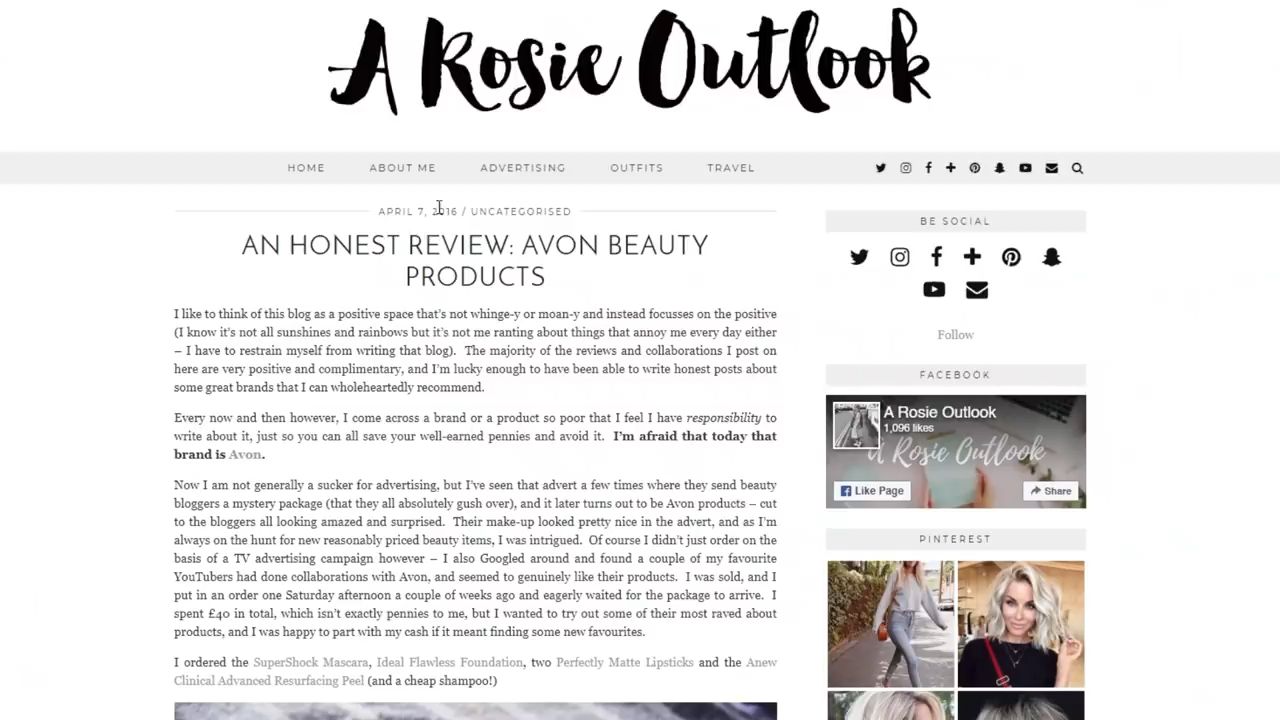 A Rosie Outlook
HOME ABOUT ME ADVERTISING OUTFITS TRAVEL
APRIL 7, 2016 / UNCATEGORISED
AN HONEST REVIEW: AVON BEAUTY
PRODUCTS
I like to think of this blog as a positive space that's not whinge-y or moan-y and instead focusses on the positive
(I know it's not all sunshines and rainbows but it's not me ranting about things that annoy me every day either
– I have to restrain myself from writing that blog). The majority of the reviews and collaborations I post on
here are very positive and complimentary, and I'm lucky enough to have been able to write honest posts about
some great brands that I can wholeheartedly recommend.
Every now and then however, I come across a brand or a product so poor that I feel I have responsibility to
write about it, just so you can all save your well-earned pennies and avoid it. I'm afraid that today that
brand is Avon.
Now I am not generally a sucker for advertising, but I've seen that advert a few times where they send beauty
bloggers a mystery package (that they all absolutely gush over), and it later turns out to be Avon products – cut
to the bloggers all looking amazed and surprised. Their make-up looked pretty nice in the advert, and as I'm
always on the hunt for new reasonably priced beauty items, I was intrigued. Of course I didn't just order on the
basis of a TV advertising campaign however – I also Googled around and found a couple of my favourite
YouTubers had done collaborations with Avon, and seemed to genuinely like their products. I was sold, and I
put in an order one Saturday afternoon a couple of weeks ago and eagerly waited for the package to arrive. I
spent £40 in total, which isn't exactly pennies to me, but I wanted to try out some of their most raved about
products, and I was happy to part with my cash if it meant finding some new favourites.
I ordered the SuperShock Mascara, Ideal Flawless Foundation, two Perfectly Matte Lipsticks and the Anew
Clinical Advanced Resurfacing Peel (and a cheap shampoo!)
BE SOCIAL
Follow
FACEBOOK
A Rosie Outlook
1,096 likes
A Rosie Outlook
Like Page
Share
PINTEREST